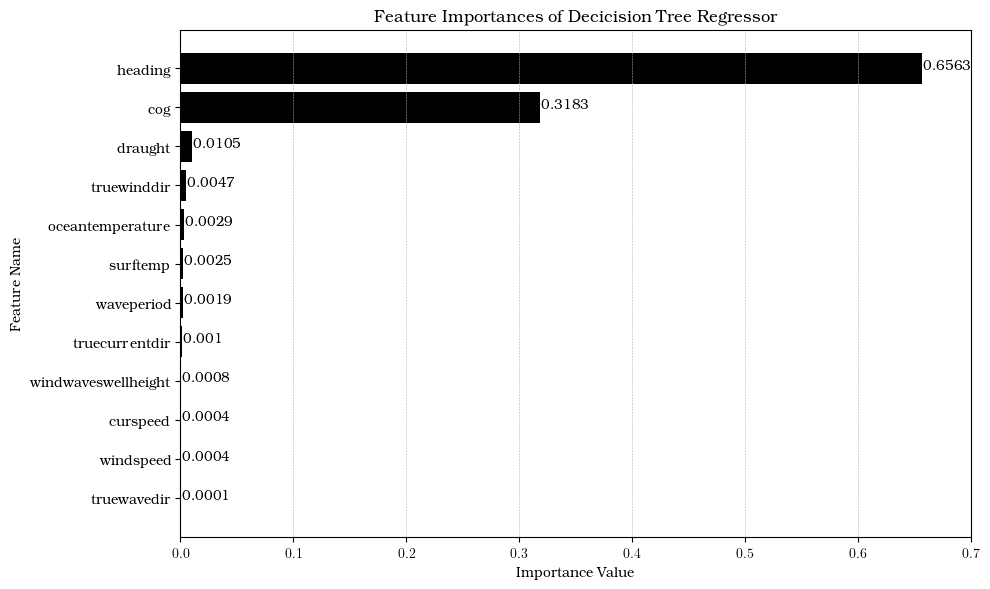 Feature Importances of Decicision Tree Regressor
heading
0.6563
cog
0.3183
draught
0.0105
truewinddir
0.0047
oceantemperature
0.0029
surftemp
0.0025
waveperiod
0.0019
truecurrentdir
0.001
windwaveswellheight
0.0008
curspeed
0.0004
windspeed
0.0004
truewavedir
0.0001
Feature Name
0.0 0.1 0.2 0.3 0.4 0.5 0.6 0.7
Importance Value